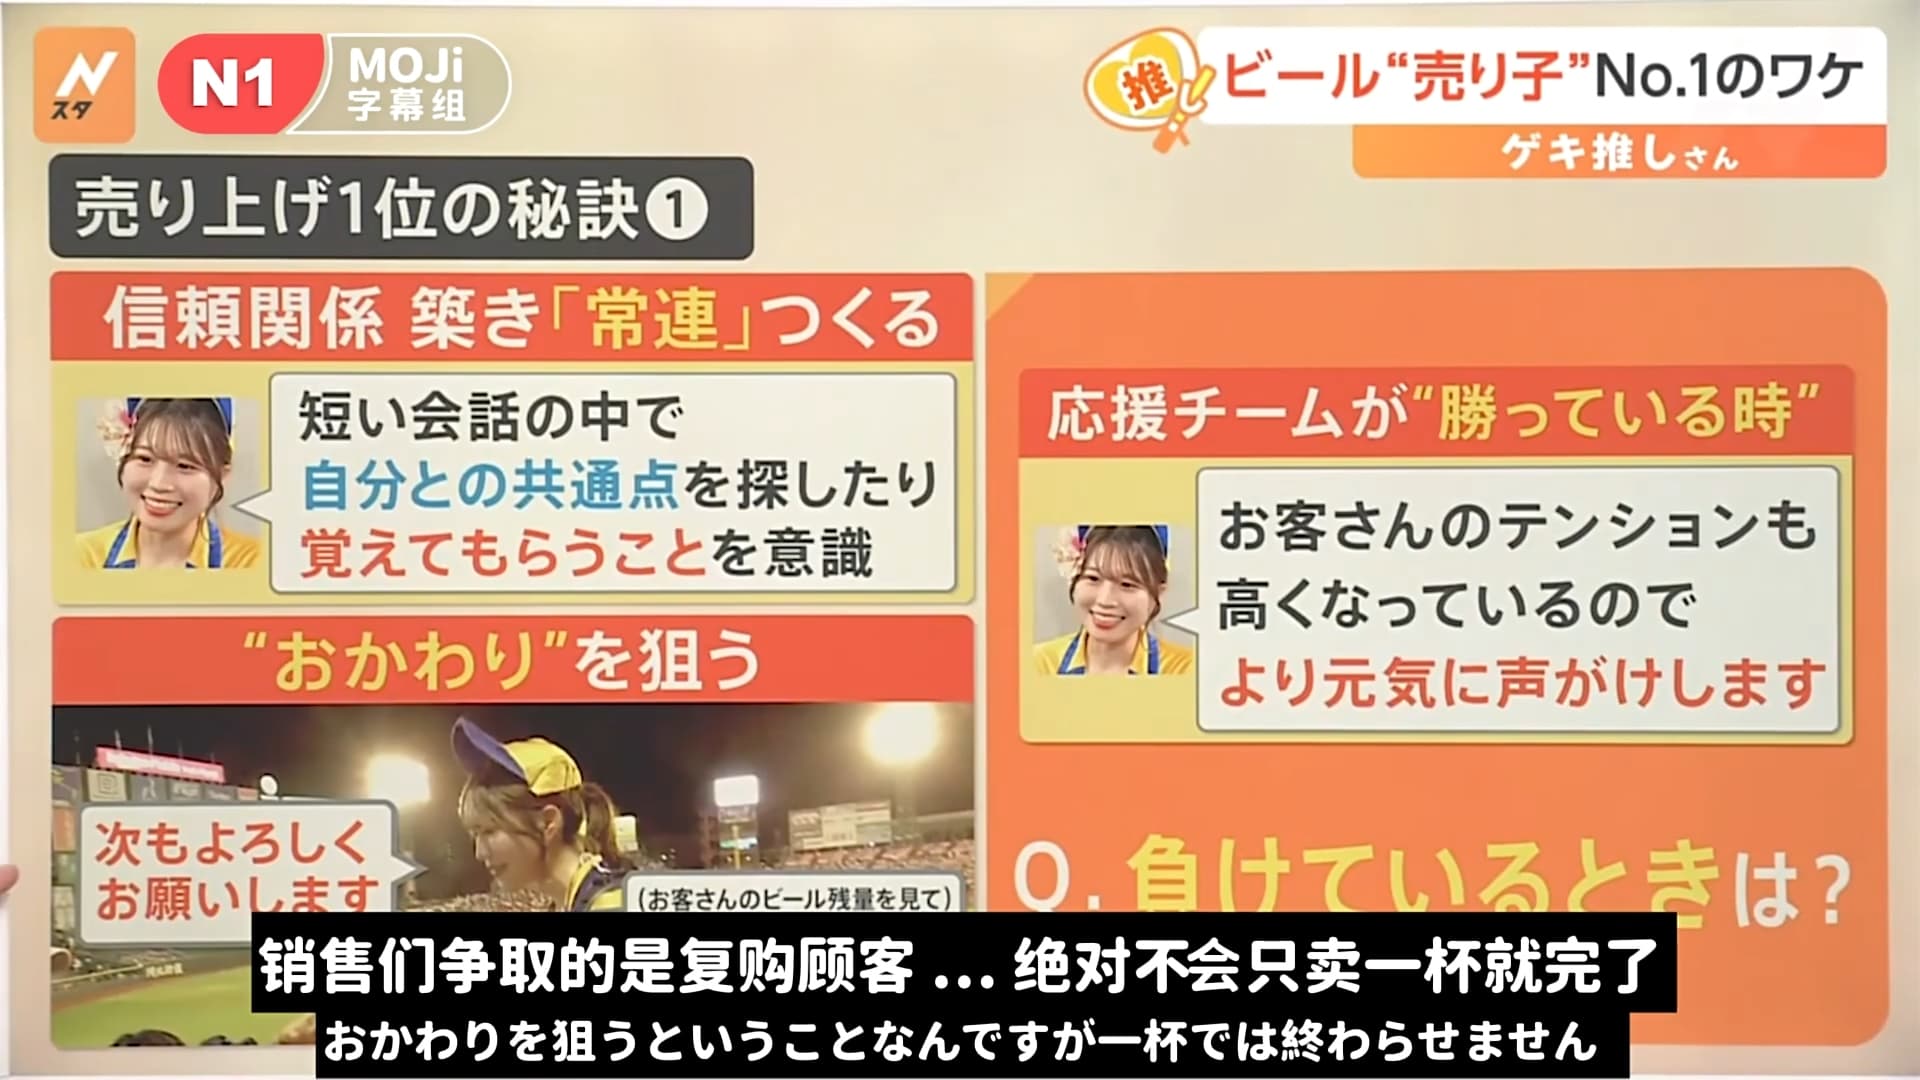 N
スタ
N1
MOJi
字幕组
推し
ビール“売り子”No.1のワケ
ゲキ推しさん
売り上げ1位の秘訣❶
信頼関係 築き「常連」つくる
短い会話の中で
自分との共通点を探したり
覚えてもらうことを意識
“おかわり”を狙う
次もよろしく
お願いします
(お客さんのビール残量を見て)
応援チームが“勝っている時”
お客さんのテンションも
高くなっているので
より元気に声がけします
Q.負けているときは?
销售们争取的是复购顾客...绝对不会只卖一杯就完了
おかわりを狙うということなんですが一杯では終わらせません